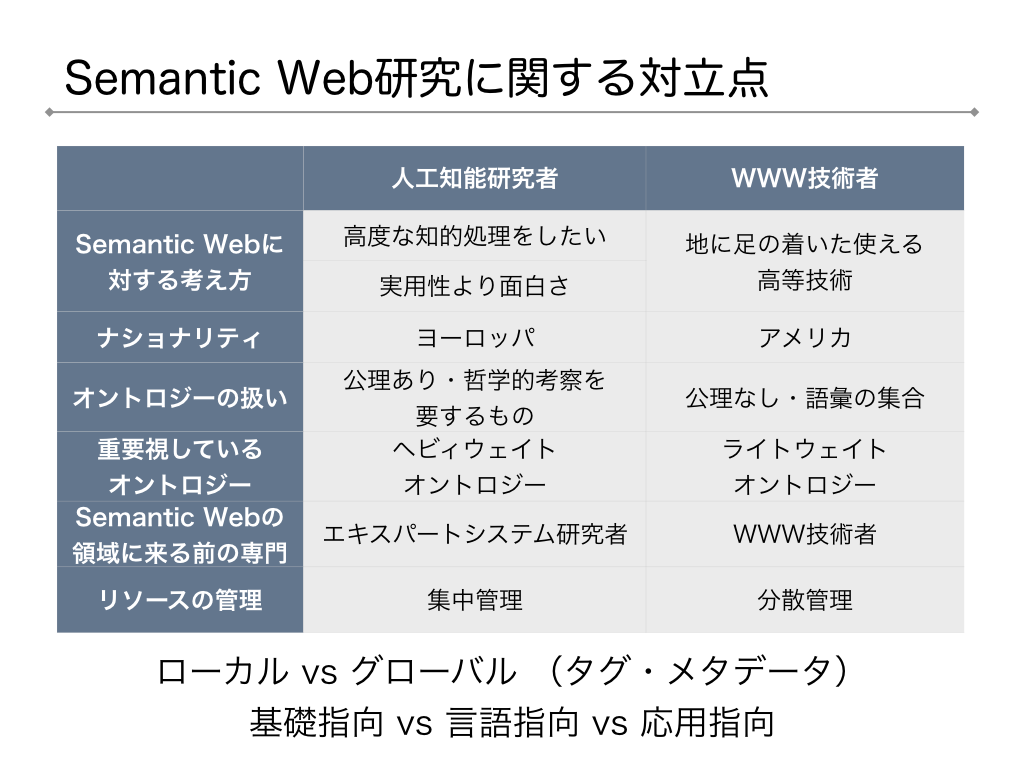 Semantic Web研究に関する対立点
人工知能研究者
WWW技術者
Semantic Webに
対する考え方
高度な知的処理をしたい
実用性より面白さ
地に足の着いた使える
高等技術
ナショナリティ
ヨーロッパ
アメリカ
オントロジーの扱い
公理あり・哲学的考察を
要するもの
公理なし・語彙の集合
重要視している
オントロジー
ヘビィウェイト
オントロジー
ライトウェイト
オントロジー
Semantic Webの
領域に来る前の専門
エキスパートシステム研究者
WWW技術者
リソースの管理
集中管理
分散管理
ローカル vs グローバル （タグ・メタデータ）
基礎指向 vs 言語指向 vs 応用指向